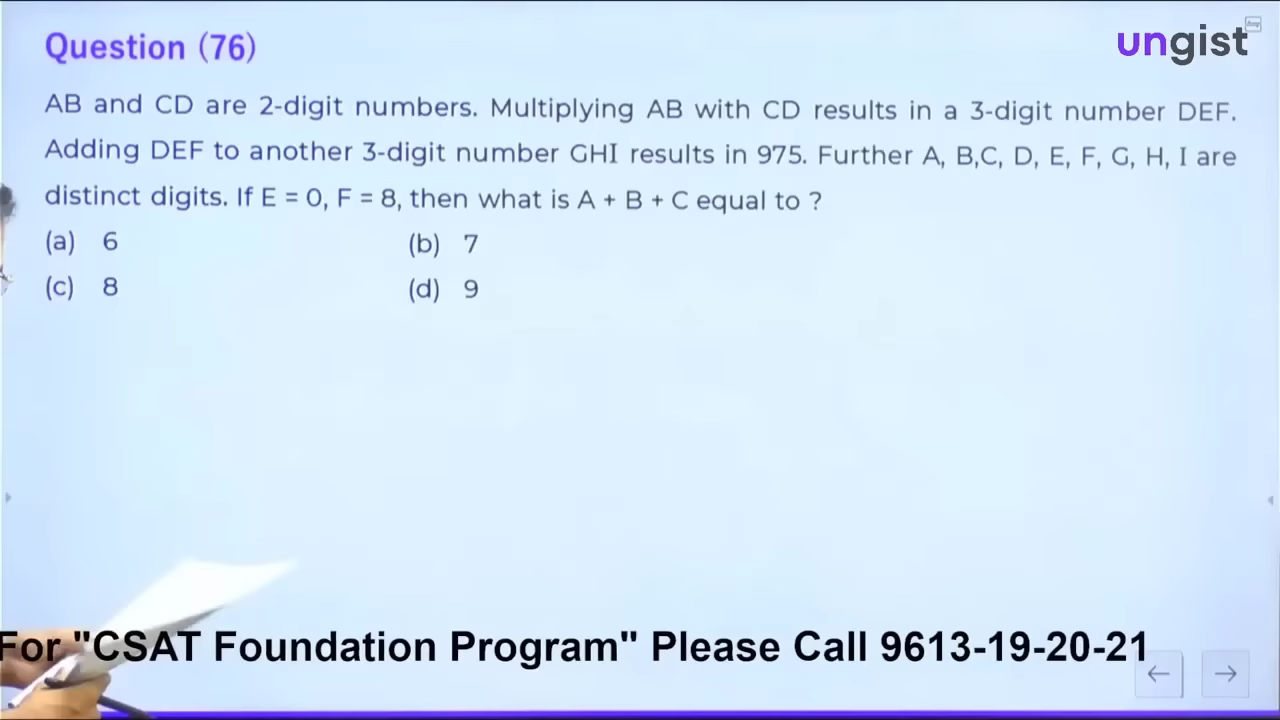 Question (76)
ungist
AB and CD are 2-digit numbers. Multiplying AB with CD results in a 3-digit number DEF.
Adding DEF to another 3-digit number GHI results in 975. Further A, B,C, D, E, F, G, H, I are
distinct digits. If E = 0, F = 8, then what is A + B + C equal to ?
(a) 6 (b) 7
(c) 8 (d) 9
For "CSAT Foundation Program" Please Call 9613-19-20-21